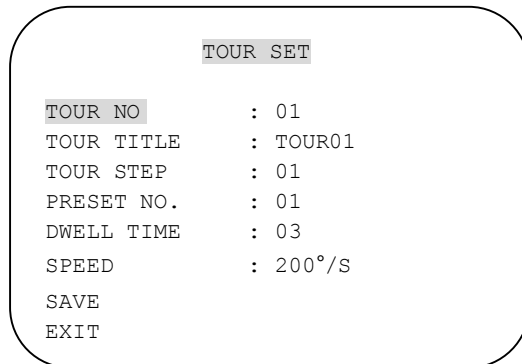 TOUR SET
TOUR NO : 01
TOUR TITLE : TOUR01
TOUR STEP : 01
PRESET NO. : 01
DWELL TIME : 03
SPEED : 200°/S
SAVE
EXIT